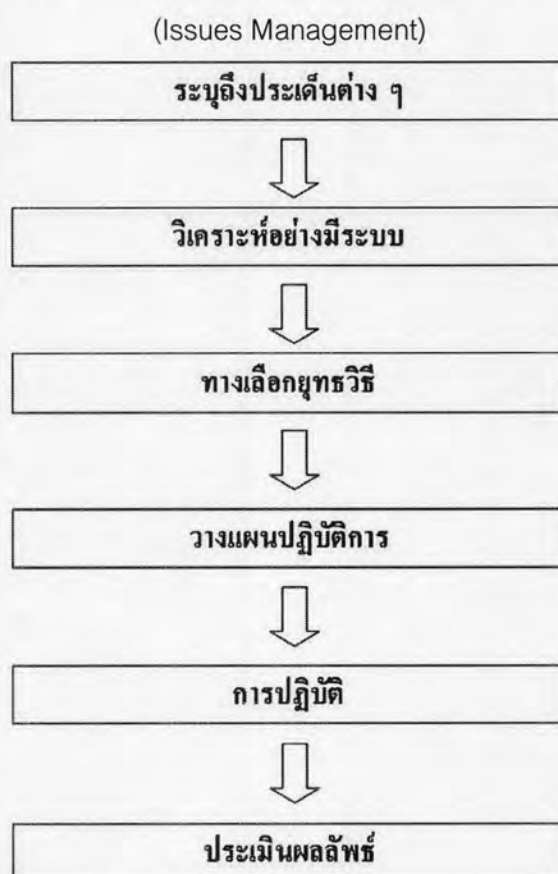 (Issues Management)
ระบุถึงประเด็นต่าง ๆ
วิเคราะห์อย่างมีระบบ
ทางเลือกยุทธวิธี
วางแผนปฏิบัติการ
การปฏิบัติ
ประเมินผลลัพธ์